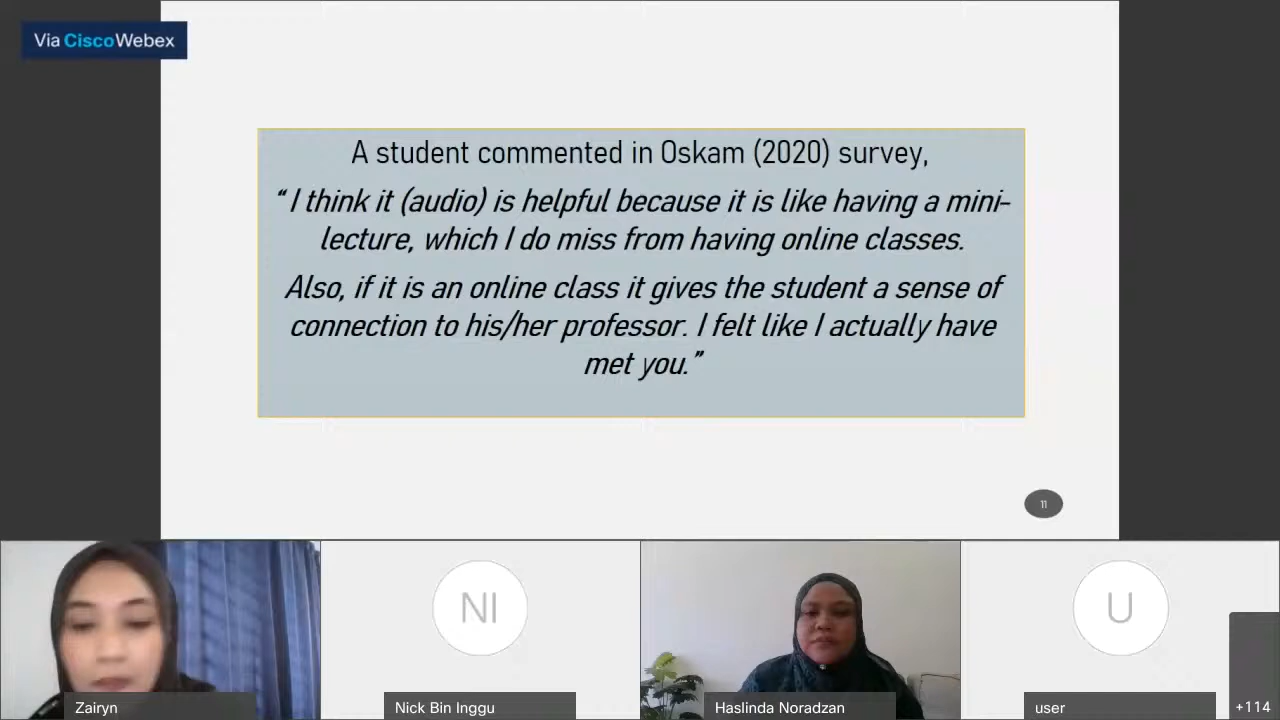 Via Cisco Webex
A student commented in Oskam (2020) survey,
“ I think it (audio) is helpful because it is like having a mini-
lecture, which I do miss from having online classes.
Also, if it is an online class it gives the student a sense of
connection to his/her professor. I felt like I actually have
met you.”
11
NI
U
Zairyn
Nick Bin Inggu
Haslinda Noradzan
user
+114